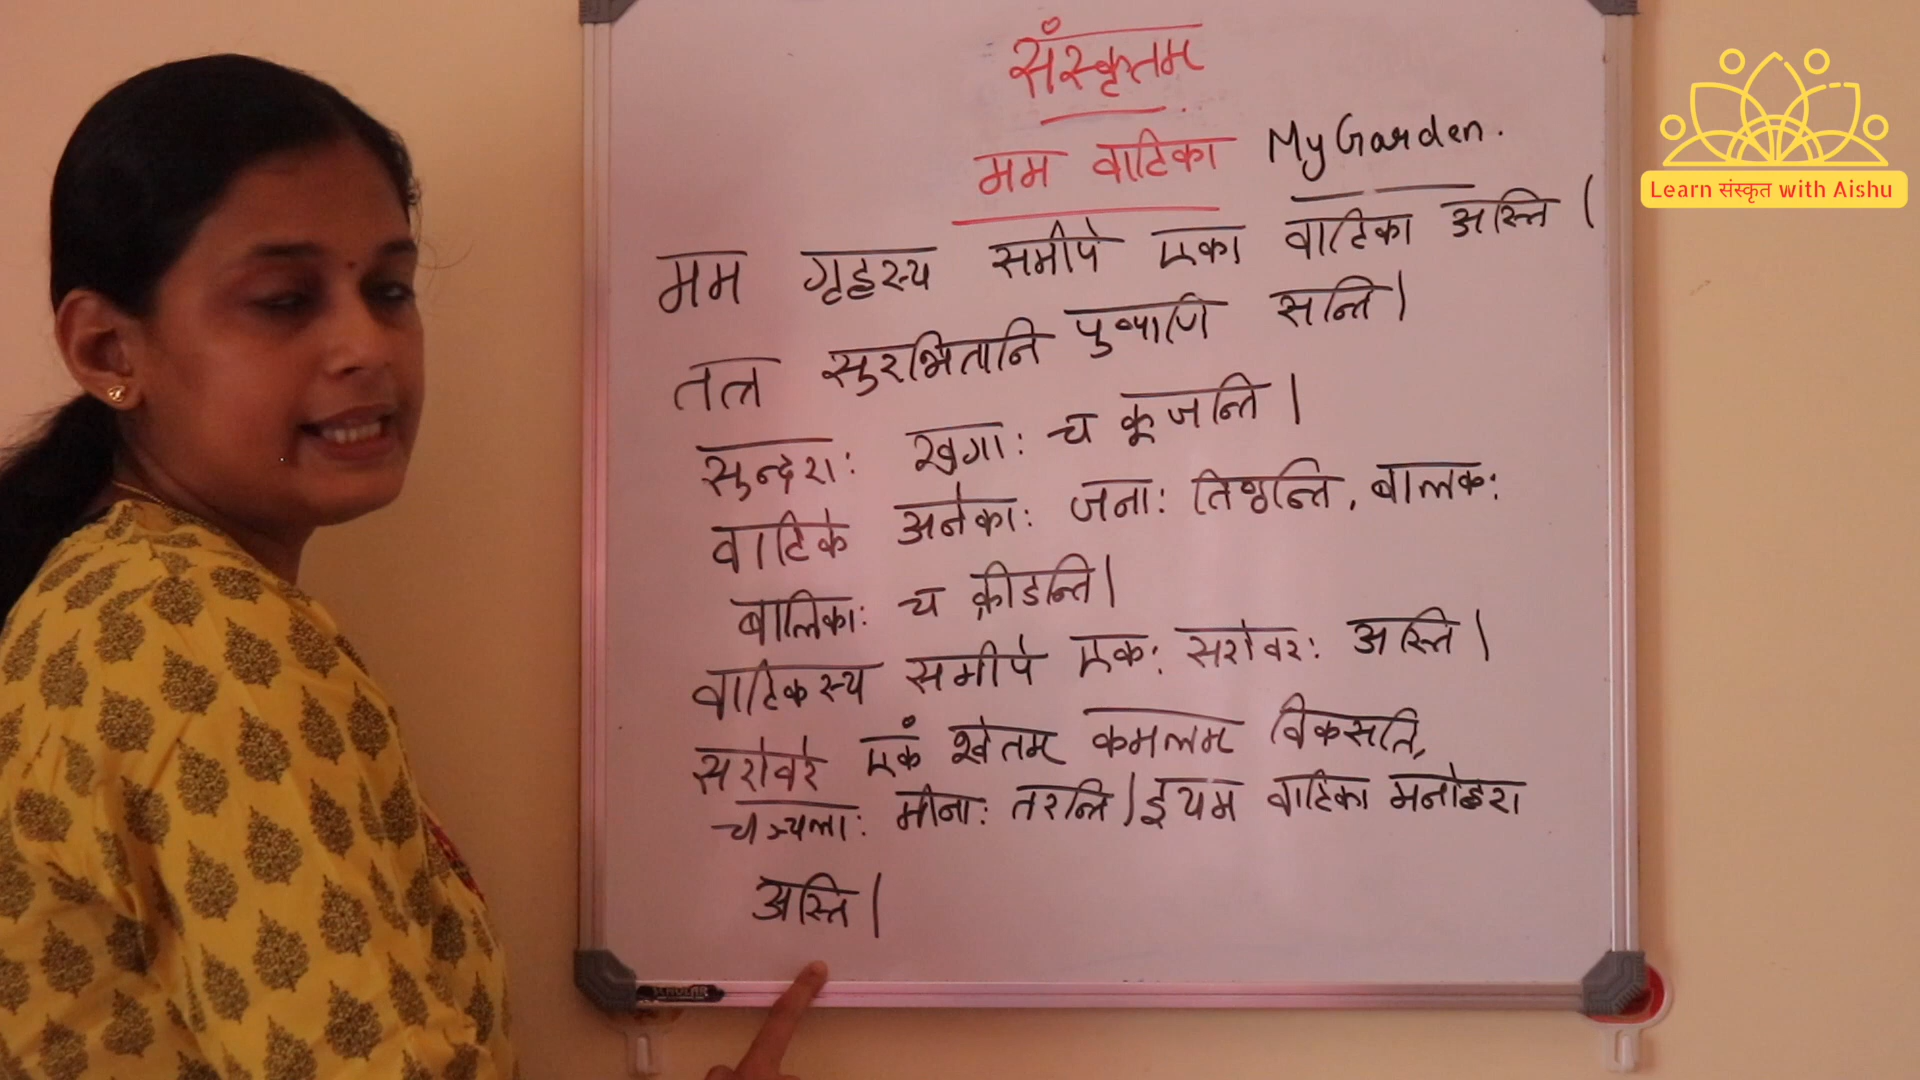 संस्कृतम
मम वाटिका My Garden.
Learn संस्कृत with Aishu
मम गृहस्य समीपे एका वाटिका अस्ति |
तत्र सुरभितानि पुष्पाणि सन्ति |
सुन्दराः खगाः च कूजन्ति |
वाटिके अनेकाः जनाः तिष्ठन्ति, बालकः
बालिकाः च क्रीडन्ति |
वाटिकस्य समीपे एकः सरोवरः अस्ति |
सरोवरे एकं श्वेतम कमलम विकसति,
चञ्चलाः मीनाः तरन्ति | इयम वाटिका मनोहरा
अस्ति |
SCHOLAR